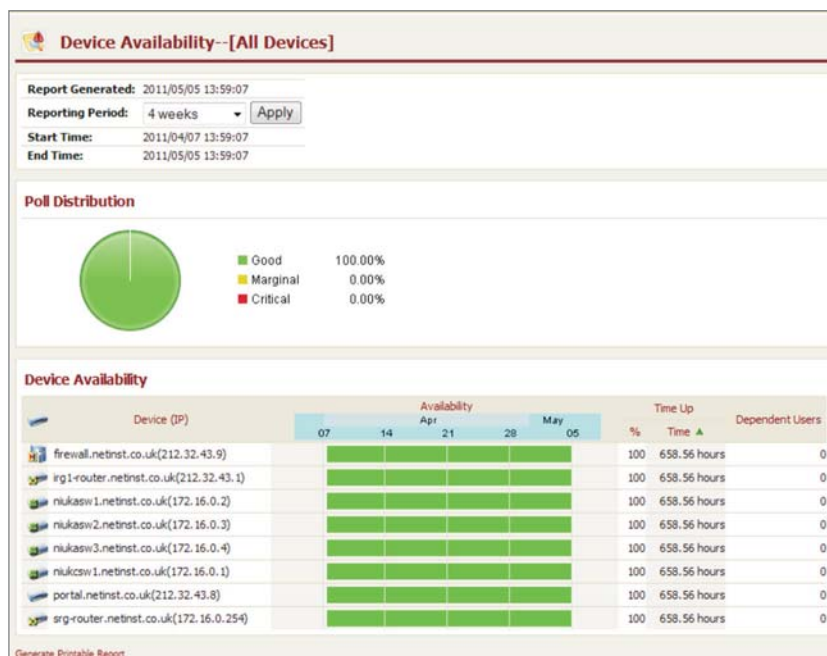 Device Availability--[All Devices]
Report Generated: 2011/05/05 13:59:07
Reporting Period: 4 weeks Apply
Start Time: 2011/04/07 13:59:07
End Time: 2011/05/05 13:59:07
Poll Distribution
Good 100.00%
Marginal 0.00%
Critical 0.00%
Device Availability
Device (IP) Availability Time Up Dependent Users
Apr May
07 14 21 28 05 % Time
firewall.netinst.co.uk(212.32.43.9) 100 658.56 hours 0
irg1-router.netinst.co.uk(212.32.43.1) 100 658.56 hours 0
niukasw1.netinst.co.uk(172.16.0.2) 100 658.56 hours 0
niukasw2.netinst.co.uk(172.16.0.3) 100 658.56 hours 0
niukasw3.netinst.co.uk(172.16.0.4) 100 658.56 hours 0
niukcsw1.netinst.co.uk(172.16.0.1) 100 658.56 hours 0
portal.netinst.co.uk(212.32.43.8) 100 658.56 hours 0
srg-router.netinst.co.uk(172.16.0.254) 100 658.56 hours 0
Generate Printable Report